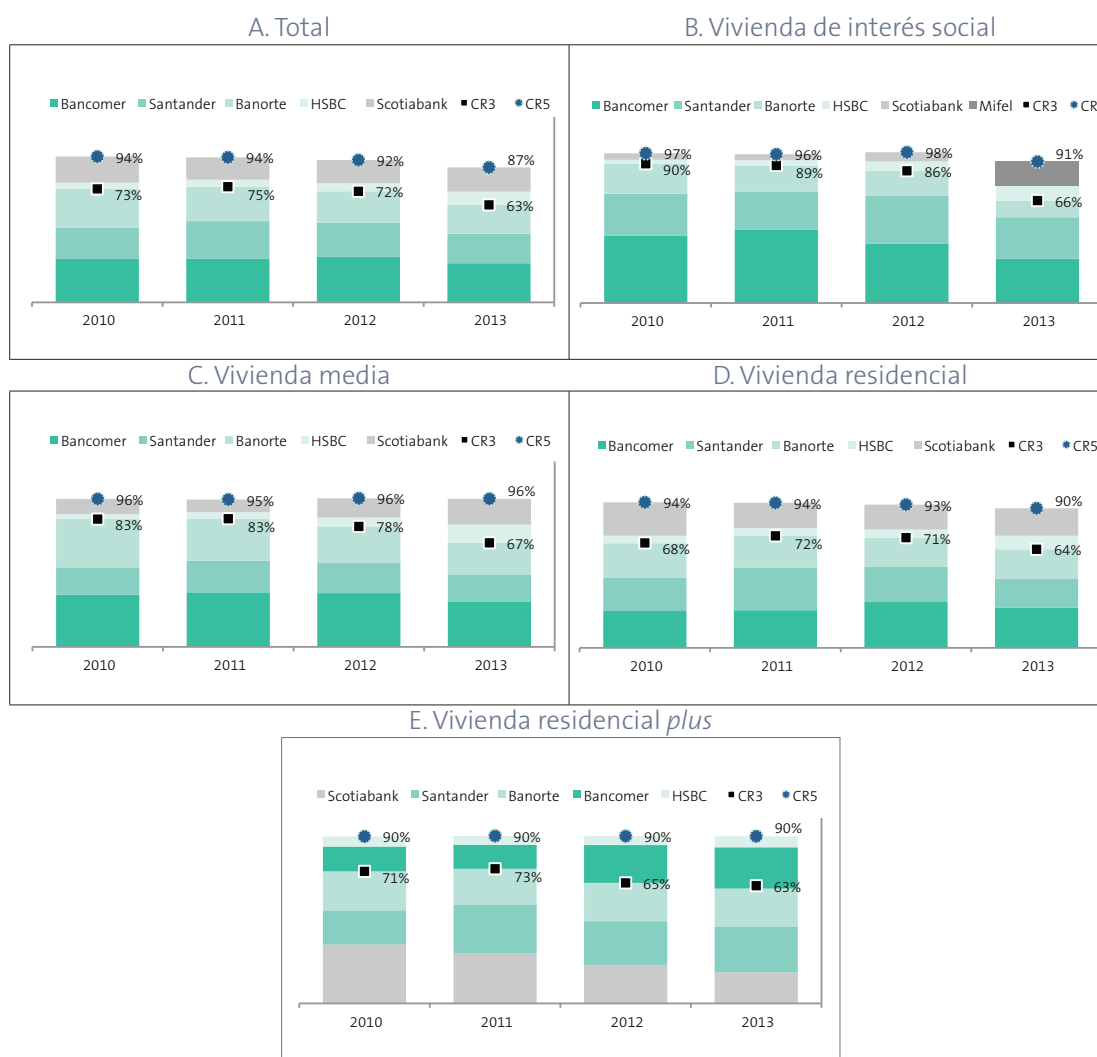 A. Total
Bancomer Santander Banorte HSBC Scotiabank CR3 CR5
94% 94% 92% 87%
73% 75% 72% 63%
2010 2011 2012 2013
B. Vivienda de interés social
Bancomer Santander Banorte HSBC Scotiabank Mifel CR3 CR
97% 96% 98% 91%
90% 89% 86% 66%
2010 2011 2012 2013
C. Vivienda media
Bancomer Santander Banorte HSBC Scotiabank CR3 CR5
96% 95% 96% 96%
83% 83% 78% 67%
2010 2011 2012 2013
D. Vivienda residencial
Bancomer Santander Banorte HSBC Scotiabank CR3 CR5
94% 94% 93% 90%
68% 72% 71% 64%
2010 2011 2012 2013
E. Vivienda residencial plus
Scotiabank Santander Banorte Bancomer HSBC CR3 CR5
90% 90% 90% 90%
71% 73% 65% 63%
2010 2011 2012 2013